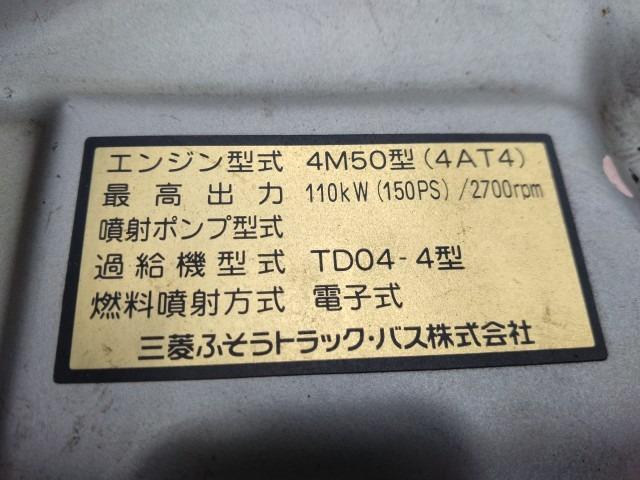 エンジン型式 4M50型(4AT4)
最高出力 110kW(150PS)/2700rpm
噴射ポンプ型式
過給機型式 TD04-4型
燃料噴射方式 電子式
三菱ふそうトラック・バス株式会社